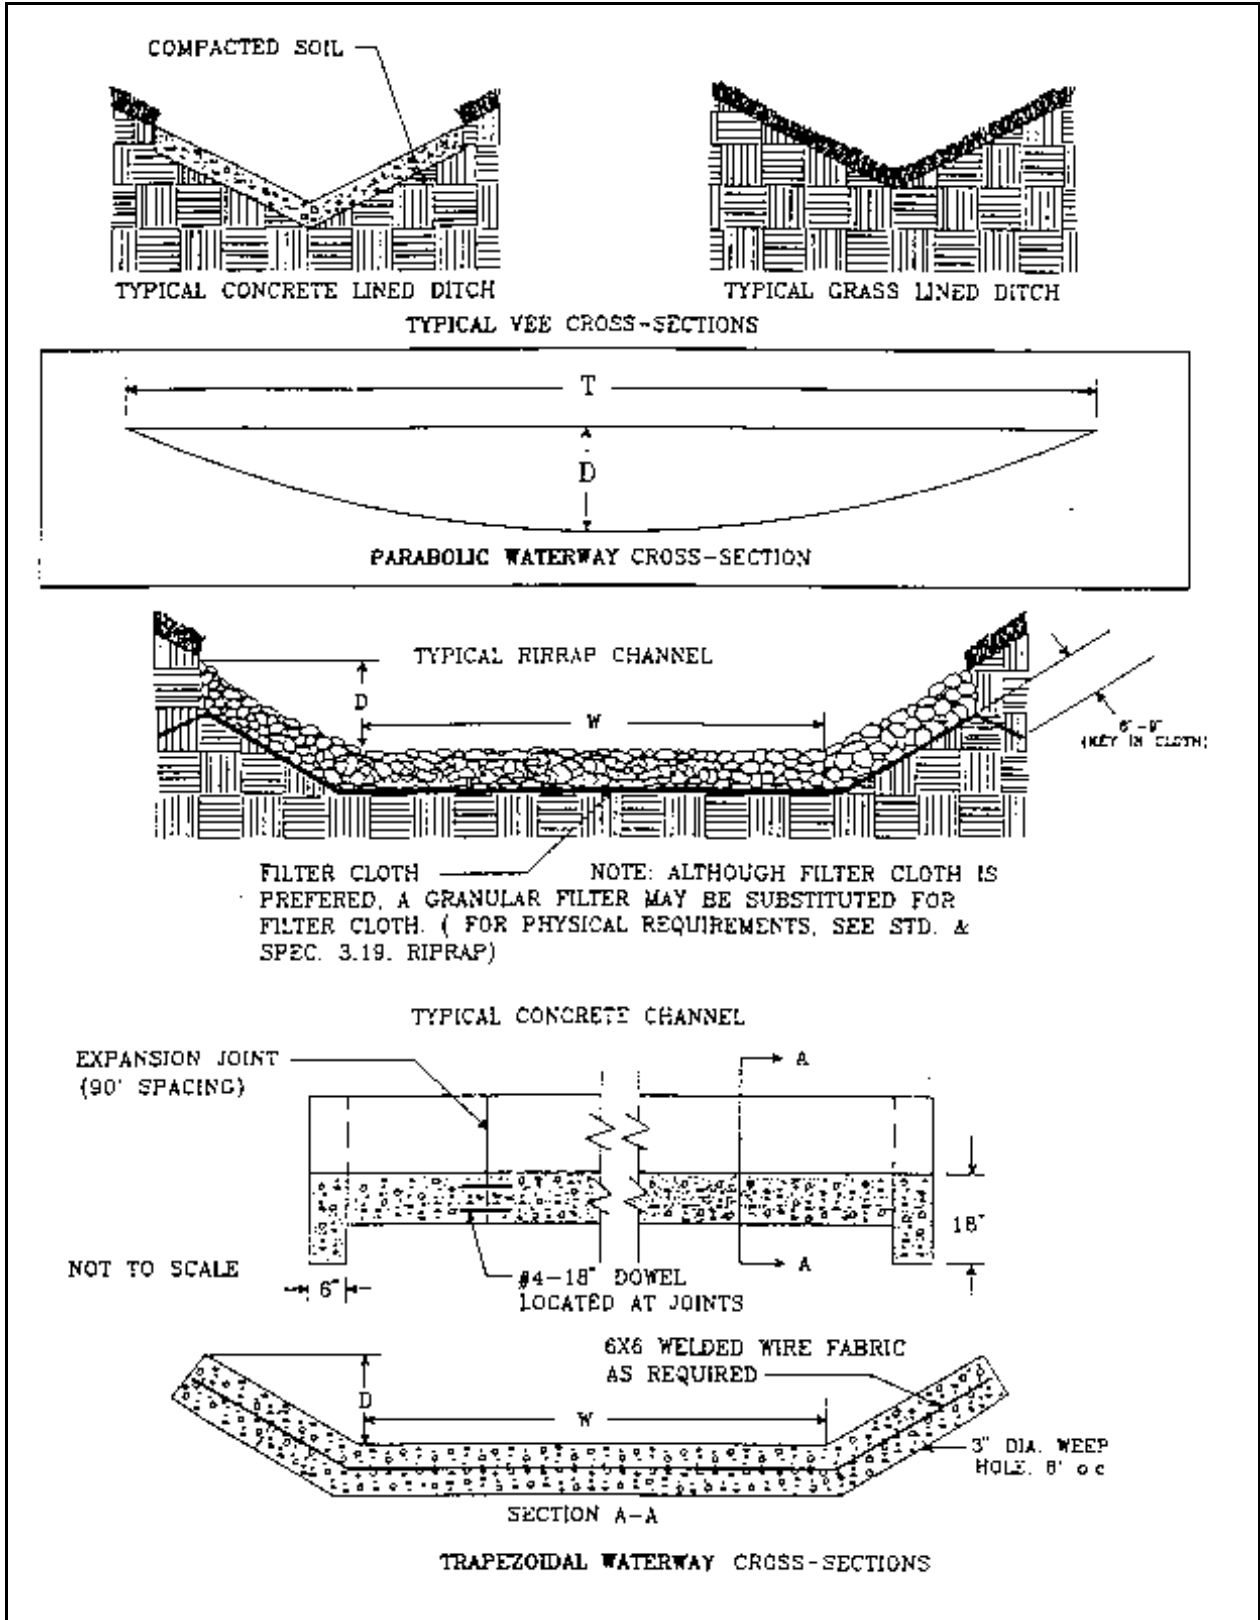 COMPACTED SOIL
TYPICAL CONCRETE LINED DITCH
TYPICAL GRASS LINED DITCH
TYPICAL VEE CROSS-SECTIONS
T
D
PARABOLIC WATERWAY CROSS-SECTION
TYPICAL RIRRAP CHANNEL
D
W
6"-9"
(KEY IN CLOTH)
FILTER CLOTH
NOTE: ALTHOUGH FILTER CLOTH IS
PREFERED, A GRANULAR FILTER MAY BE SUBSTITUTED FOR
FILTER CLOTH. ( FOR PHYSICAL REQUIREMENTS, SEE STD. &
SPEC. 3.19. RIPRAP)
TYPICAL CONCRETE CHANNEL
EXPANSION JOINT
(90' SPACING)
A
18"
A
NOT TO SCALE
6"
#4-18" DOWEL
LOCATED AT JOINTS
6X6 WELDED WIRE FABRIC
AS REQUIRED
D
W
3" DIA. WEEP
HOLE, 8' o c
SECTION A-A
TRAPEZOIDAL WATERWAY CROSS-SECTIONS